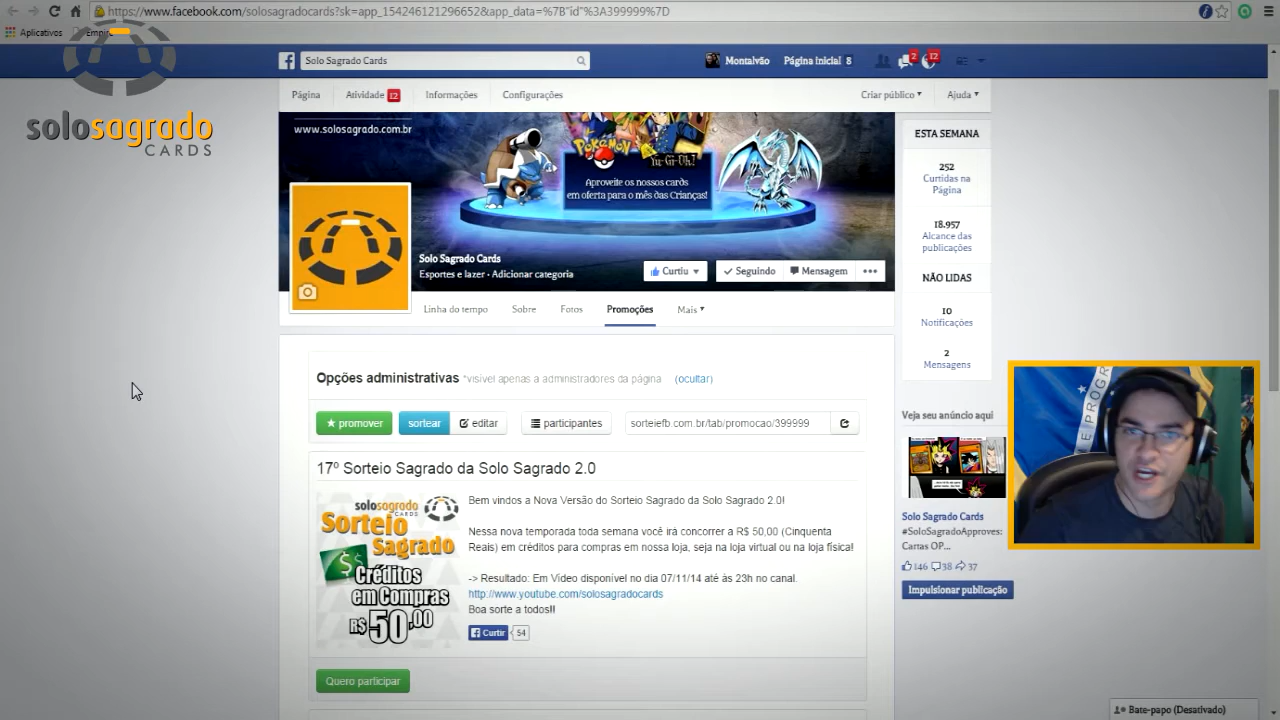 https://www.facebook.com/solosagradocards?sk=app_154246121296652&app_data=%7B"id"%3A399999%7D
Aplicativos
Empire
solosagrado
CARDS
Solo Sagrado Cards
Montalvão
Página inicial 8
2
12
Página
Atividade 12
Informações
Configurações
Criar público
Ajuda
www.solosagrado.com.br
Pokémon
Yu-Gi-Oh!
Aproveite os nossos cards
em oferta para o mês das Crianças!
Solo Sagrado Cards
Esportes e lazer · Adicionar categoria
Curtiu
Seguindo
Mensagem
Linha do tempo
Sobre
Fotos
Promoções
Mais
ESTA SEMANA
252
Curtidas na
Página
18.957
Alcance das
publicações
NÃO LIDAS
10
Notificações
2
Mensagens
Opções administrativas *visível apenas a administradores da página (ocultar)
promover
sortear
editar
participantes
sorteiefb.com.br/tab/promocao/399999
17º Sorteio Sagrado da Solo Sagrado 2.0
solosagrado
CARDS
Sorteio
Sagrado
Créditos
em Compras
R$ 50,00
Bem vindos a Nova Versão do Sorteio Sagrado da Solo Sagrado 2.0!
Nessa nova temporada toda semana você irá concorrer a R$ 50,00 (Cinquenta
Reais) em créditos para compras em nossa loja, seja na loja virtual ou na loja física!
-> Resultado: Em Vídeo disponível no dia 07/11/14 até às 23h no canal.
http://www.youtube.com/solosagradocards
Boa sorte a todos!!
Curtir 54
Quero participar
Veja seu anúncio aqui
Solo Sagrado Cards
#SoloSagradoApproves:
Cartas OP...
146 38 37
Impulsionar publicação
E PROGR
Bate-papo (Desativado)